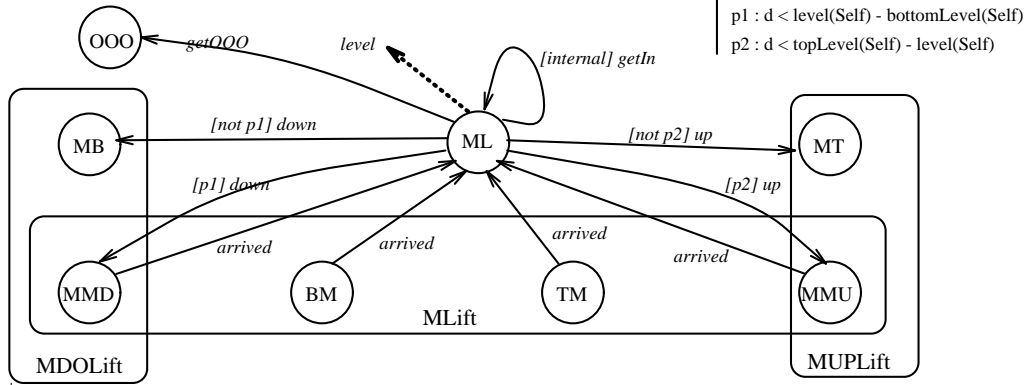 p1 : d < level(Self) - bottomLevel(Self)
p2 : d < topLevel(Self) - level(Self)
OOO
getOOO
level
[internal] getIn
MB
[not p1] down
ML
[not p2] up
MT
[p1] down
[p2] up
arrived
arrived
arrived
arrived
MMD
BM
TM
MMU
MLift
MDOLift
MUPLift